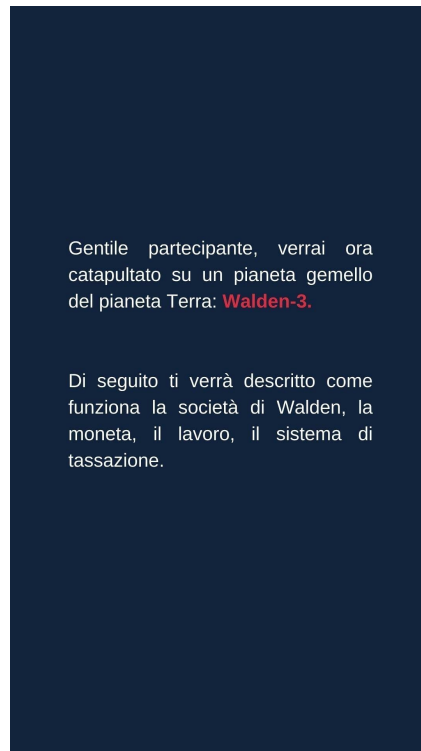 Gentile partecipante, verrai ora
catapultato su un pianeta gemello
del pianeta Terra: Walden-3.
Di seguito ti verrà descritto come
funziona la società di Walden, la
moneta, il lavoro, il sistema di
tassazione.